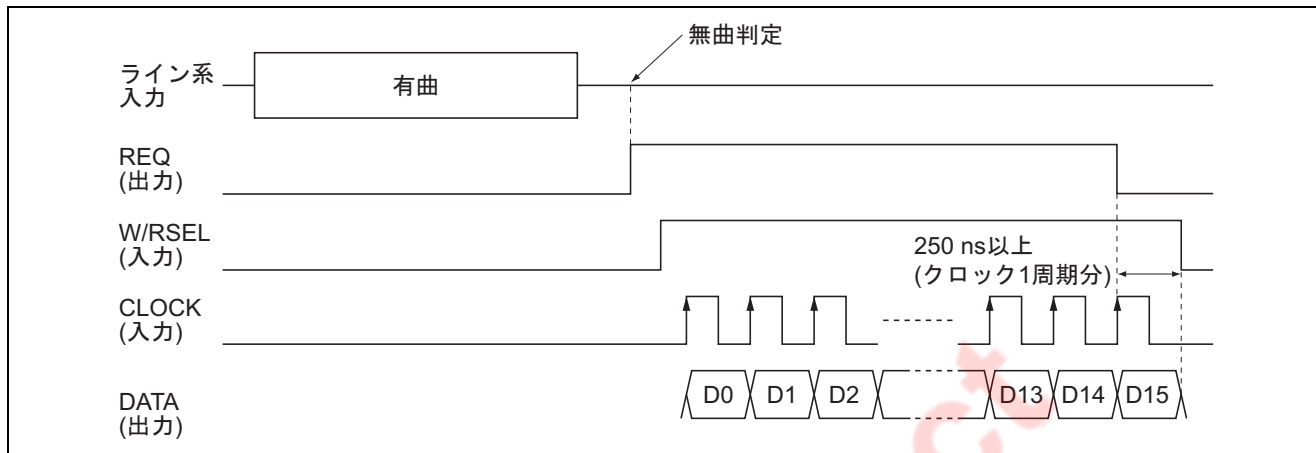 無曲判定
ライン系
入力
有曲
REQ
(出力)
W/RSEL
(入力)
250 ns以上
(クロック1周期分)
CLOCK
(入力)
DATA
(出力)
D0 D1 D2 D13 D14 D15
ct